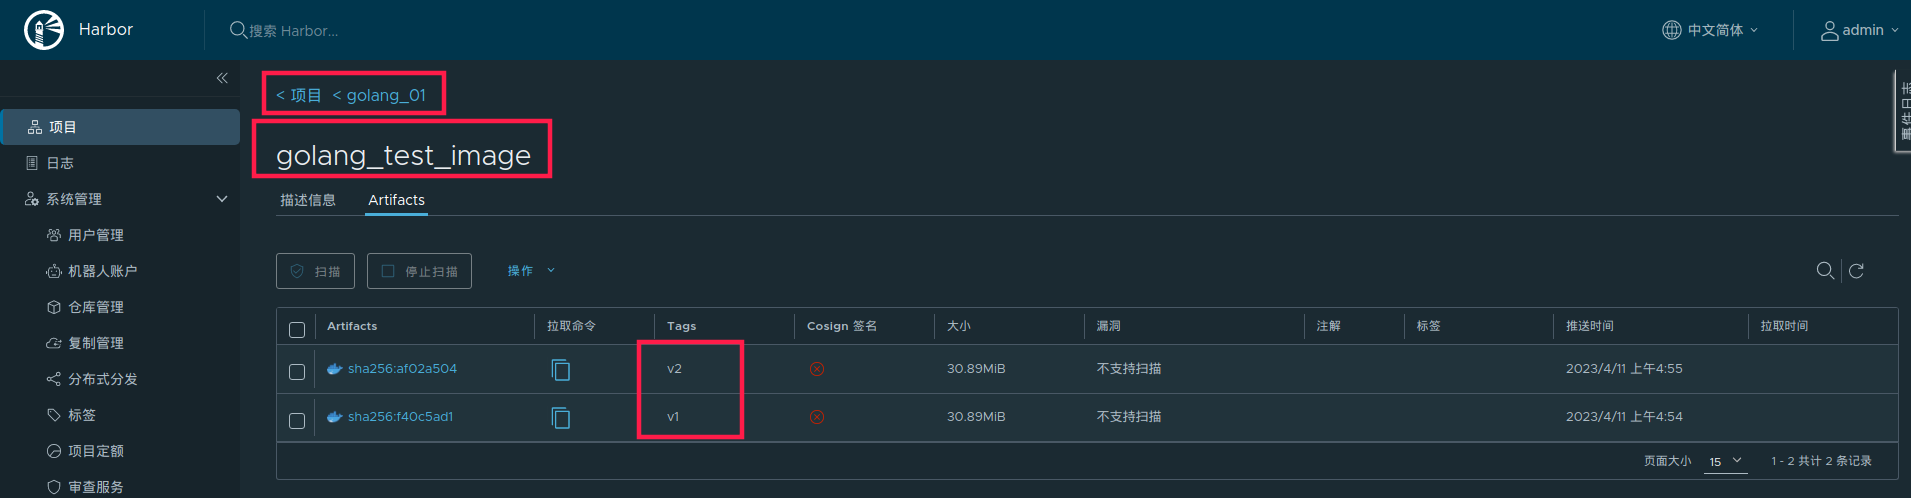 Harbor
搜索 Harbor...
中文简体
admin
事件日志
< 项目 < golang_01
项目
日志
系统管理
用户管理
机器人账户
仓库管理
复制管理
分布式分发
标签
项目定额
审查服务
golang_test_image
描述信息 Artifacts
扫描 停止扫描 操作
Artifacts 拉取命令 Tags Cosign 签名 大小 漏洞 注解 标签 推送时间 拉取时间
sha256:af02a504 v2 30.89MiB 不支持扫描 2023/4/11 上午4:55
sha256:f40c5ad1 v1 30.89MiB 不支持扫描 2023/4/11 上午4:54
页面大小 15 1 - 2 共计 2 条记录